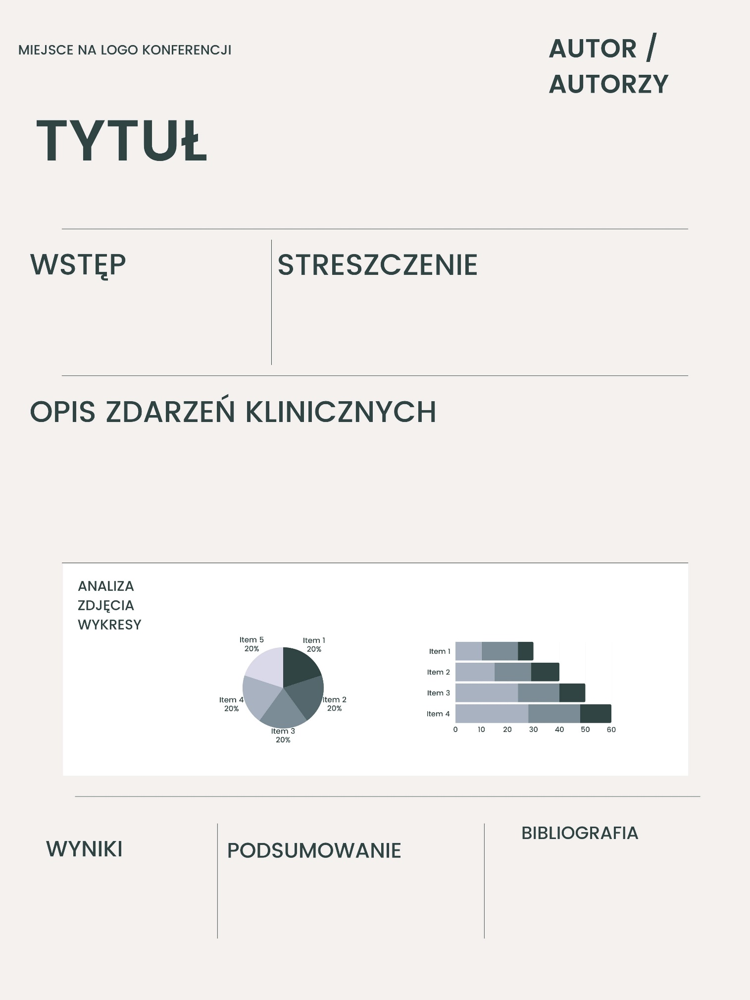 MIEJSCE NA LOGO KONFERENCJI
AUTOR /
AUTORZY
TYTUŁ
WSTĘP
STRESZCZENIE
OPIS ZDARZEŃ KLINICZNYCH
ANALIZA
ZDJĘCIA
WYKRESY
Item 5
20%
Item 1
20%
Item 4
20%
Item 2
20%
Item 3
20%
Item 1
Item 2
Item 3
Item 4
0 10 20 30 40 50 60
WYNIKI
PODSUMOWANIE
BIBLIOGRAFIA